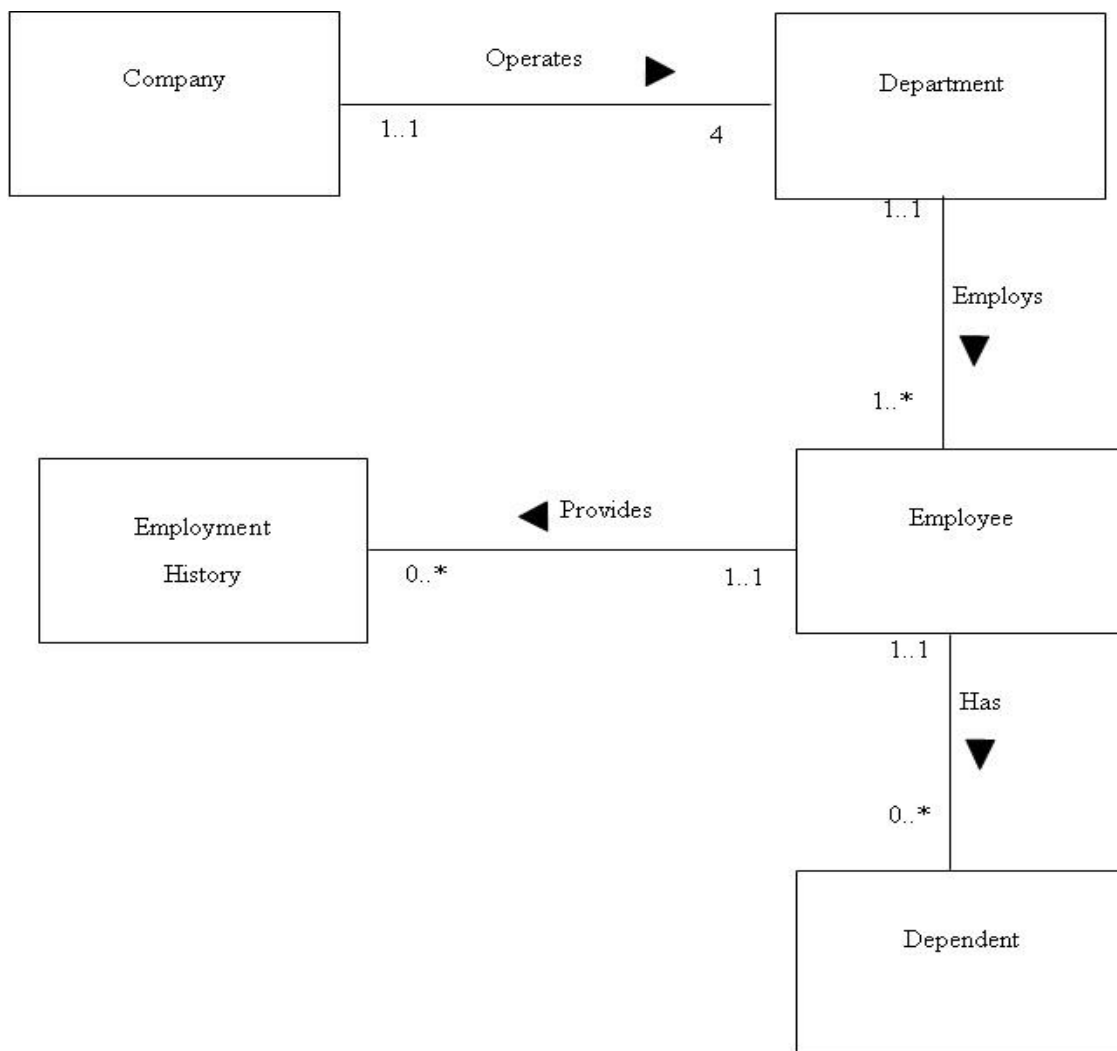 Company
Operates
Department
1..1
4
1..1
Employs
1..*
Employment
History
Provides
Employee
0..*
1..1
1..1
Has
0..*
Dependent